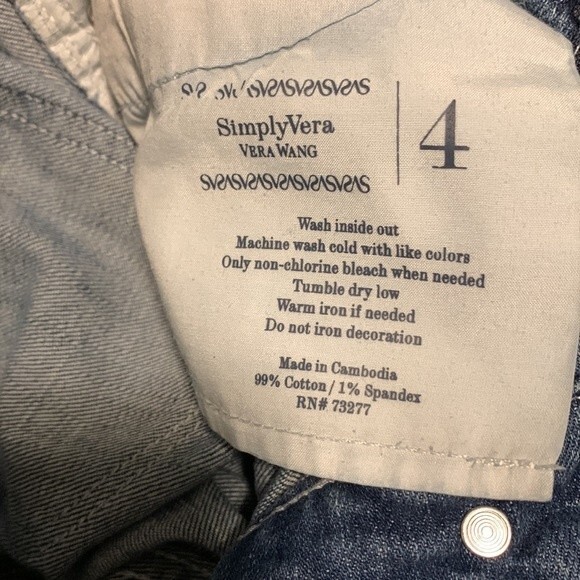 SimplyVera
VERA WANG
4
Wash inside out
Machine wash cold with like colors
Only non-chlorine bleach when needed
Tumble dry low
Warm iron if needed
Do not iron decoration
Made in Cambodia
99% Cotton / 1% Spandex
RN# 73277